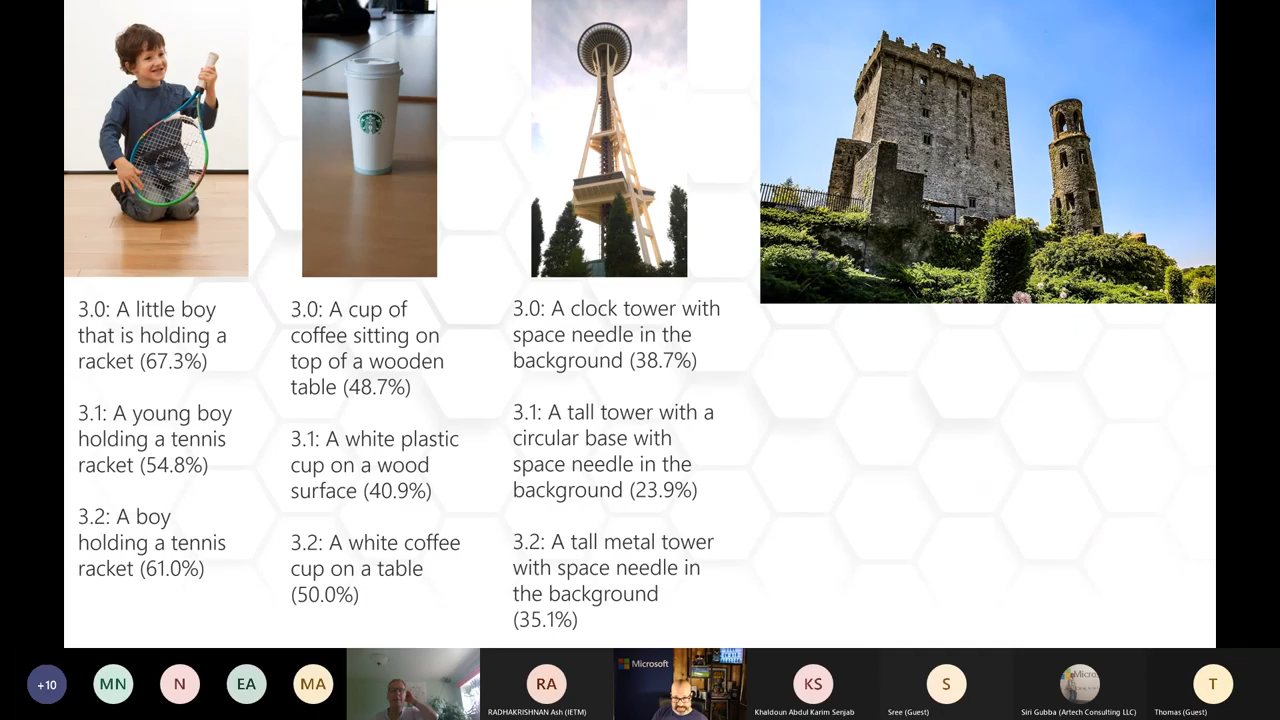 3.0: A little boy
that is holding a
racket (67.3%)
3.1: A young boy
holding a tennis
racket (54.8%)
3.2: A boy
holding a tennis
racket (61.0%)
3.0: A cup of
coffee sitting on
top of a wooden
table (48.7%)
3.1: A white plastic
cup on a wood
surface (40.9%)
3.2: A white coffee
cup on a table
(50.0%)
3.0: A clock tower with
space needle in the
background (38.7%)
3.1: A tall tower with a
circular base with
space needle in the
background (23.9%)
3.2: A tall metal tower
with space needle in
the background
(35.1%)
+10
MN
N
EA
MA
RA
RADHAKRISHNAN Ash (IETM)
Microsoft
KS
Khaldoun Abdul Karim Senjab
S
Sree (Guest)
Siri Gubba (Artech Consulting LLC)
T
Thomas (Guest)